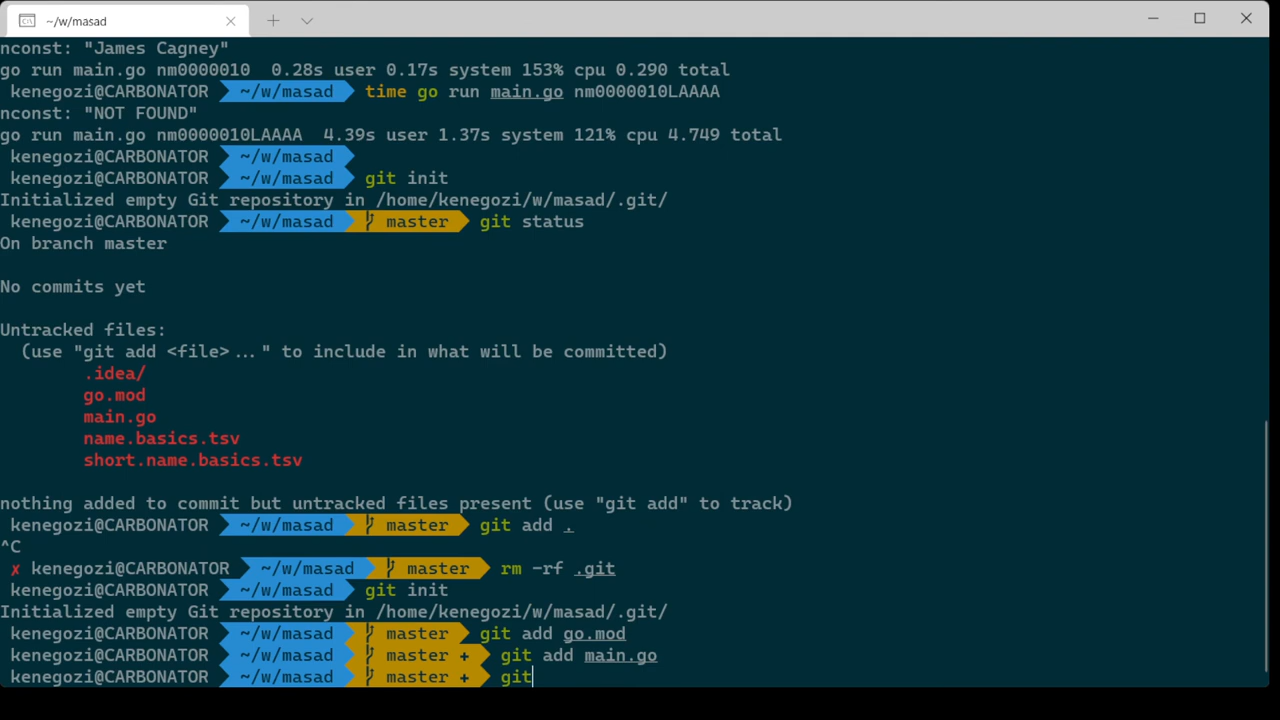 ~/w/masad
nconst: "James Cagney"
go run main.go nm0000010  0.28s user 0.17s system 153% cpu 0.290 total
kenegozi@CARBONATOR ~/w/masad time go run main.go nm0000010LAAAA
nconst: "NOT FOUND"
go run main.go nm0000010LAAAA  4.39s user 1.37s system 121% cpu 4.749 total
kenegozi@CARBONATOR ~/w/masad
kenegozi@CARBONATOR ~/w/masad git init
Initialized empty Git repository in /home/kenegozi/w/masad/.git/
kenegozi@CARBONATOR ~/w/masad master git status
On branch master
No commits yet
Untracked files:
(use "git add <file>..." to include in what will be committed)
.idea/
go.mod
main.go
name.basics.tsv
short.name.basics.tsv
nothing added to commit but untracked files present (use "git add" to track)
kenegozi@CARBONATOR ~/w/masad master git add .
^C
✗ kenegozi@CARBONATOR ~/w/masad master rm -rf .git
kenegozi@CARBONATOR ~/w/masad git init
Initialized empty Git repository in /home/kenegozi/w/masad/.git/
kenegozi@CARBONATOR ~/w/masad master git add go.mod
kenegozi@CARBONATOR ~/w/masad master + git add main.go
kenegozi@CARBONATOR ~/w/masad master + git